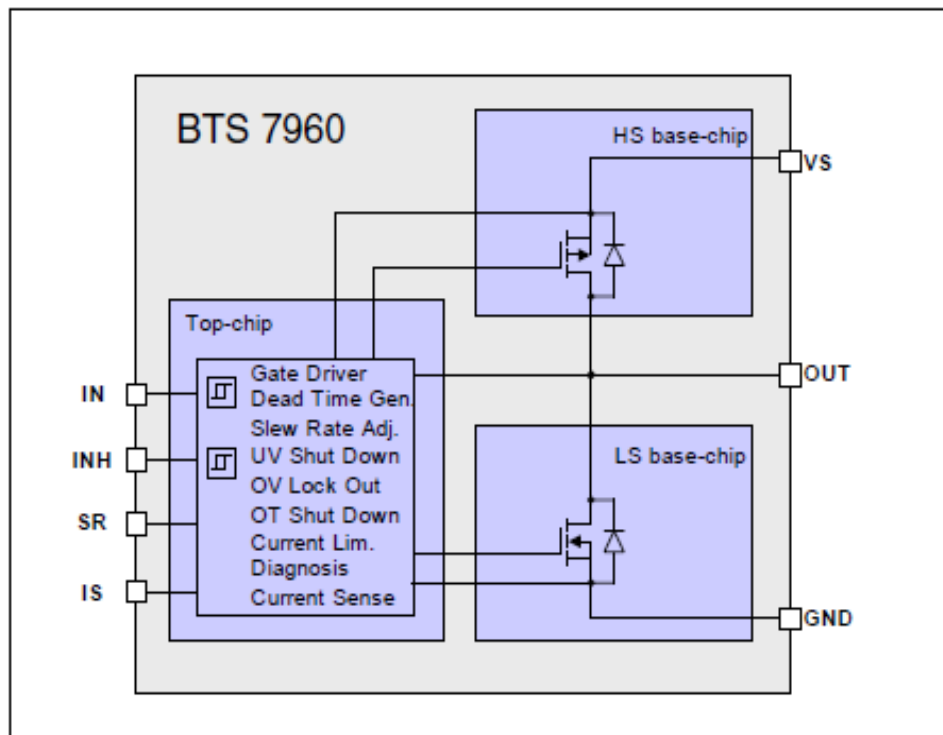 BTS 7960
HS base-chip
VS
Top-chip
IN
INH
SR
IS
Gate Driver
Dead Time Gen.
Slew Rate Adj.
UV Shut Down
OV Lock Out
OT Shut Down
Current Lim.
Diagnosis
Current Sense
OUT
LS base-chip
GND